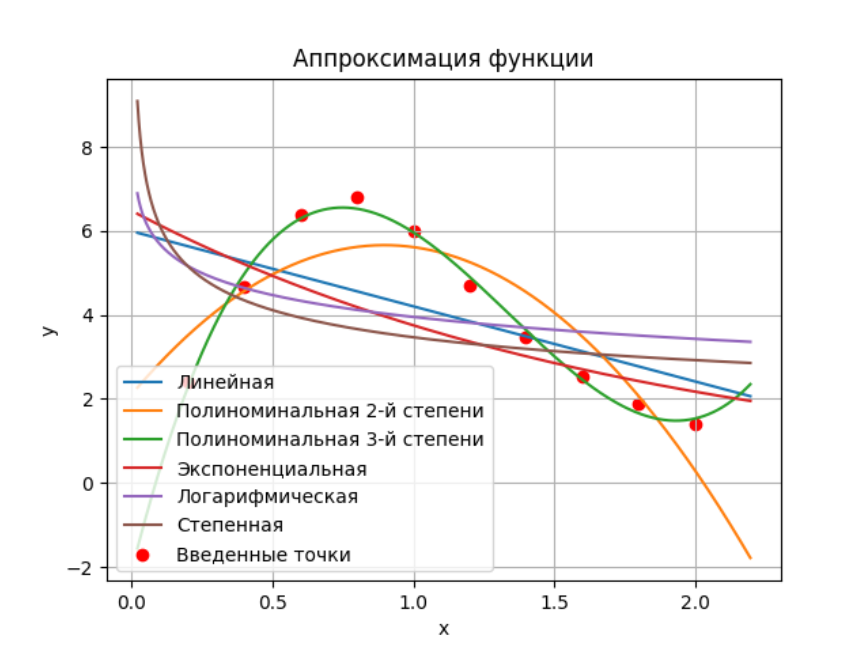 Аппроксимация функции
8
6
4
2
0
−2
y
Линейная
Полиноминальная 2-й степени
Полиноминальная 3-й степени
Экспоненциальная
Логарифмическая
Степенная
Введенные точки
0.0 0.5 1.0 1.5 2.0
x